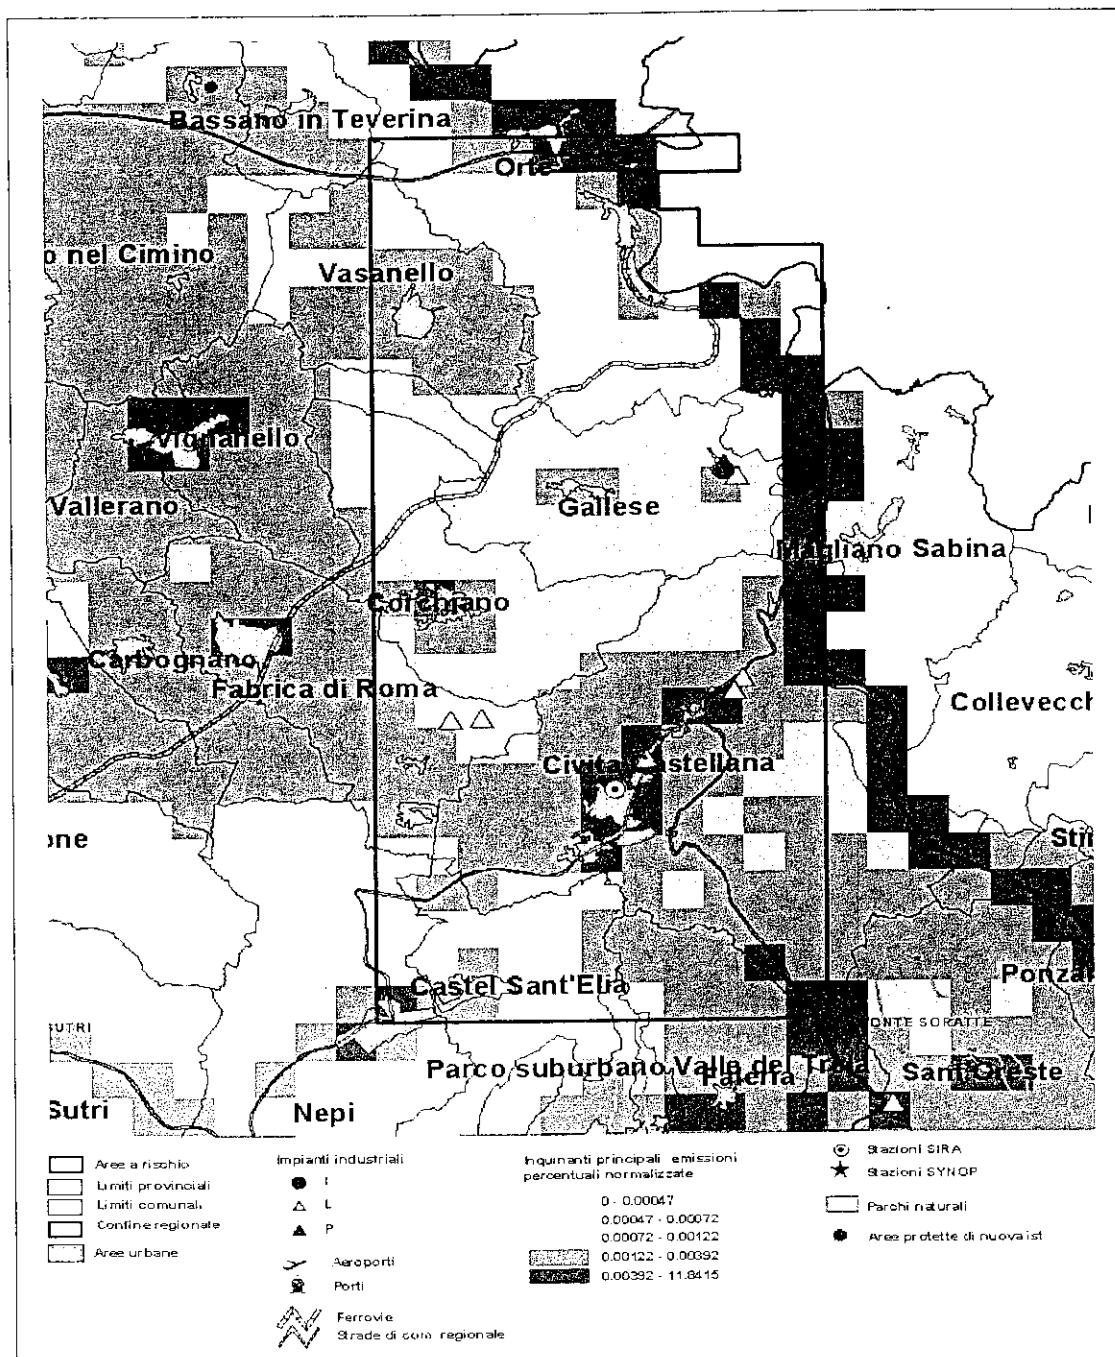 Bassano in Teverina
Orte
o nel Cimino
Vasanello
Vignanello
Vallerano
Gallese
Magliano Sabina
Corchiano
Carbognano
Fabrica di Roma
Collevecch
Civita Castellana
one
Castel Sant'Elia
Ponza
SUTRI
ONTE SORATTE
Parco suburbano Valle del Treja
Faleria
Sant'Oreste
Sutri
Nepi
Aree a rischio
Limiti provinciali
Limiti comunali
Confine regionale
Aree urbane
Impianti industriali
I
L
P
Aeroporti
Porti
Ferrovie
Strade di com regionale
Inquinanti principali emissioni
percentuali normalizzate
0 - 0.00047
0.00047 - 0.00072
0.00072 - 0.00122
0.00122 - 0.00392
0.00392 - 11.8415
Stazioni SIRA
Stazioni SYNOP
Parchi naturali
Aree protette di nuova ist